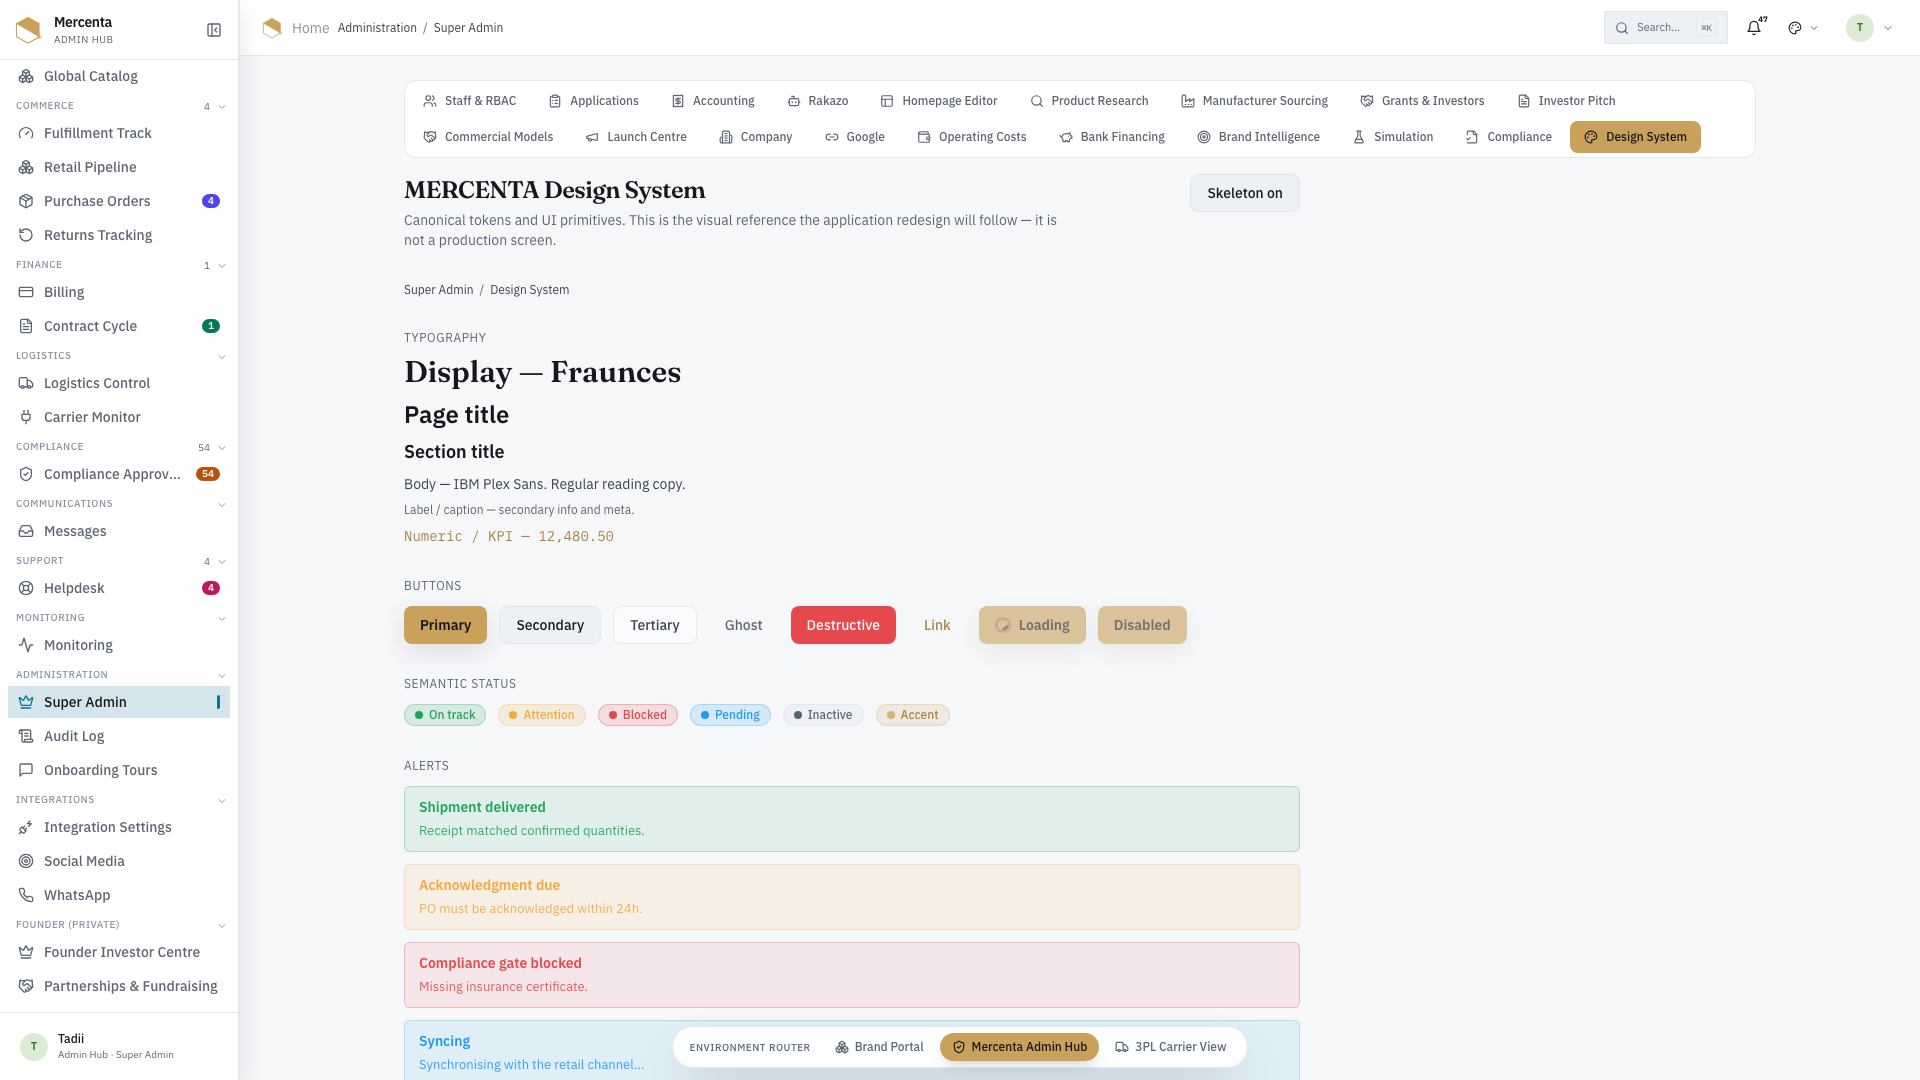 Mercenta
ADMIN HUB
Global Catalog
COMMERCE 4
Fulfillment Track
Retail Pipeline
Purchase Orders 4
Returns Tracking
FINANCE 1
Billing
Contract Cycle 1
LOGISTICS
Logistics Control
Carrier Monitor
COMPLIANCE 54
Compliance Approv... 54
COMMUNICATIONS
Messages
SUPPORT 4
Helpdesk 4
MONITORING
Monitoring
ADMINISTRATION
Super Admin
Audit Log
Onboarding Tours
INTEGRATIONS
Integration Settings
Social Media
WhatsApp
FOUNDER (PRIVATE)
Founder Investor Centre
Partnerships & Fundraising
T
Tadii
Admin Hub · Super Admin
Home Administration / Super Admin
Search... ⌘K
47
T
Staff & RBAC Applications Accounting Rakazo Homepage Editor Product Research Manufacturer Sourcing Grants & Investors Investor Pitch
Commercial Models Launch Centre Company Google Operating Costs Bank Financing Brand Intelligence Simulation Compliance Design System
MERCENTA Design System
Skeleton on
Canonical tokens and UI primitives. This is the visual reference the application redesign will follow — it is
not a production screen.
Super Admin / Design System
TYPOGRAPHY
Display — Fraunces
Page title
Section title
Body — IBM Plex Sans. Regular reading copy.
Label / caption — secondary info and meta.
Numeric / KPI — 12,480.50
BUTTONS
Primary Secondary Tertiary Ghost Destructive Link Loading Disabled
SEMANTIC STATUS
On track Attention Blocked Pending Inactive Accent
ALERTS
Shipment delivered
Receipt matched confirmed quantities.
Acknowledgment due
PO must be acknowledged within 24h.
Compliance gate blocked
Missing insurance certificate.
Syncing
Synchronising with the retail channel...
ENVIRONMENT ROUTER Brand Portal Mercenta Admin Hub 3PL Carrier View